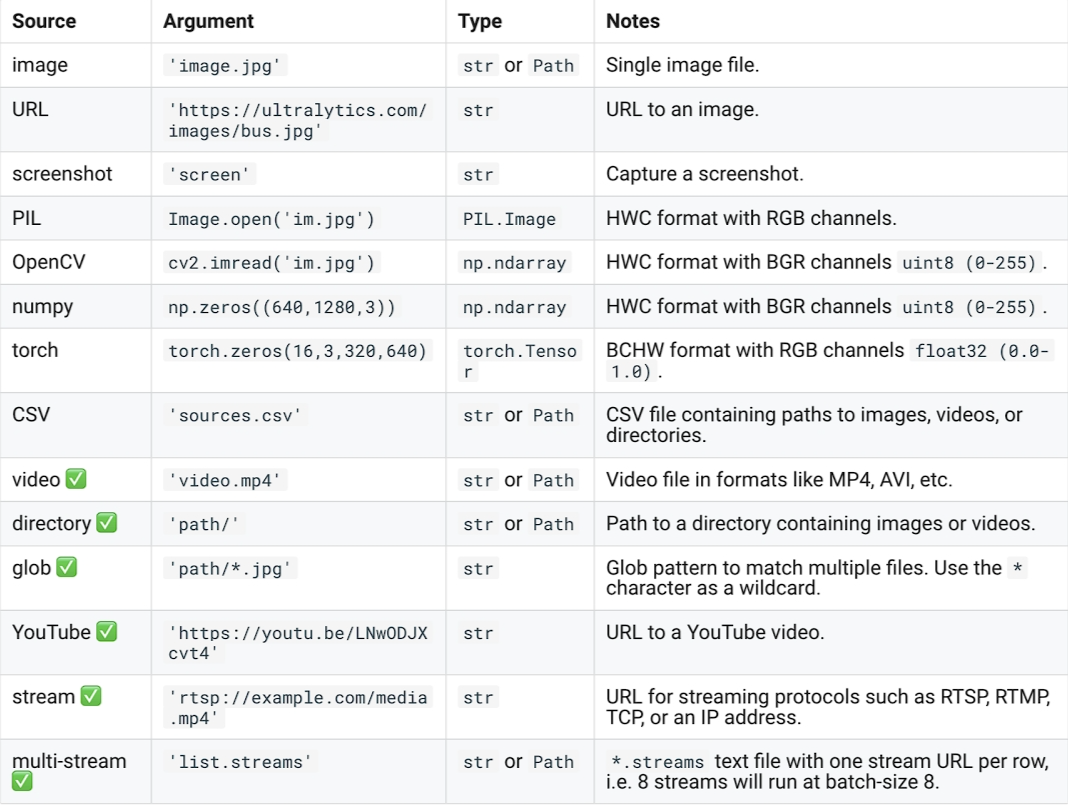 Source Argument Type Notes
image 'image.jpg' str or Path Single image file.
URL 'https://ultralytics.com/ str URL to an image.
images/bus.jpg'
screenshot 'screen' str Capture a screenshot.
PIL Image.open('im.jpg') PIL.Image HWC format with RGB channels.
OpenCV cv2.imread('im.jpg') np.ndarray HWC format with BGR channels uint8 (0-255) .
numpy np.zeros((640,1280,3)) np.ndarray HWC format with BGR channels uint8 (0-255) .
torch torch.zeros(16,3,320,640) torch.Tenso BCHW format with RGB channels float32 (0.0-
r 1.0) .
CSV 'sources.csv' str or Path CSV file containing paths to images, videos, or
directories.
video ✅ 'video.mp4' str or Path Video file in formats like MP4, AVI, etc.
directory ✅ 'path/' str or Path Path to a directory containing images or videos.
glob ✅ 'path/*.jpg' str Glob pattern to match multiple files. Use the *
character as a wildcard.
YouTube ✅ 'https://youtu.be/LNwODJX str URL to a YouTube video.
cvt4'
stream ✅ 'rtsp://example.com/media str URL for streaming protocols such as RTSP, RTMP,
.mp4' TCP, or an IP address.
multi-stream 'list.streams' str or Path *.streams text file with one stream URL per row,
✅ i.e. 8 streams will run at batch-size 8.